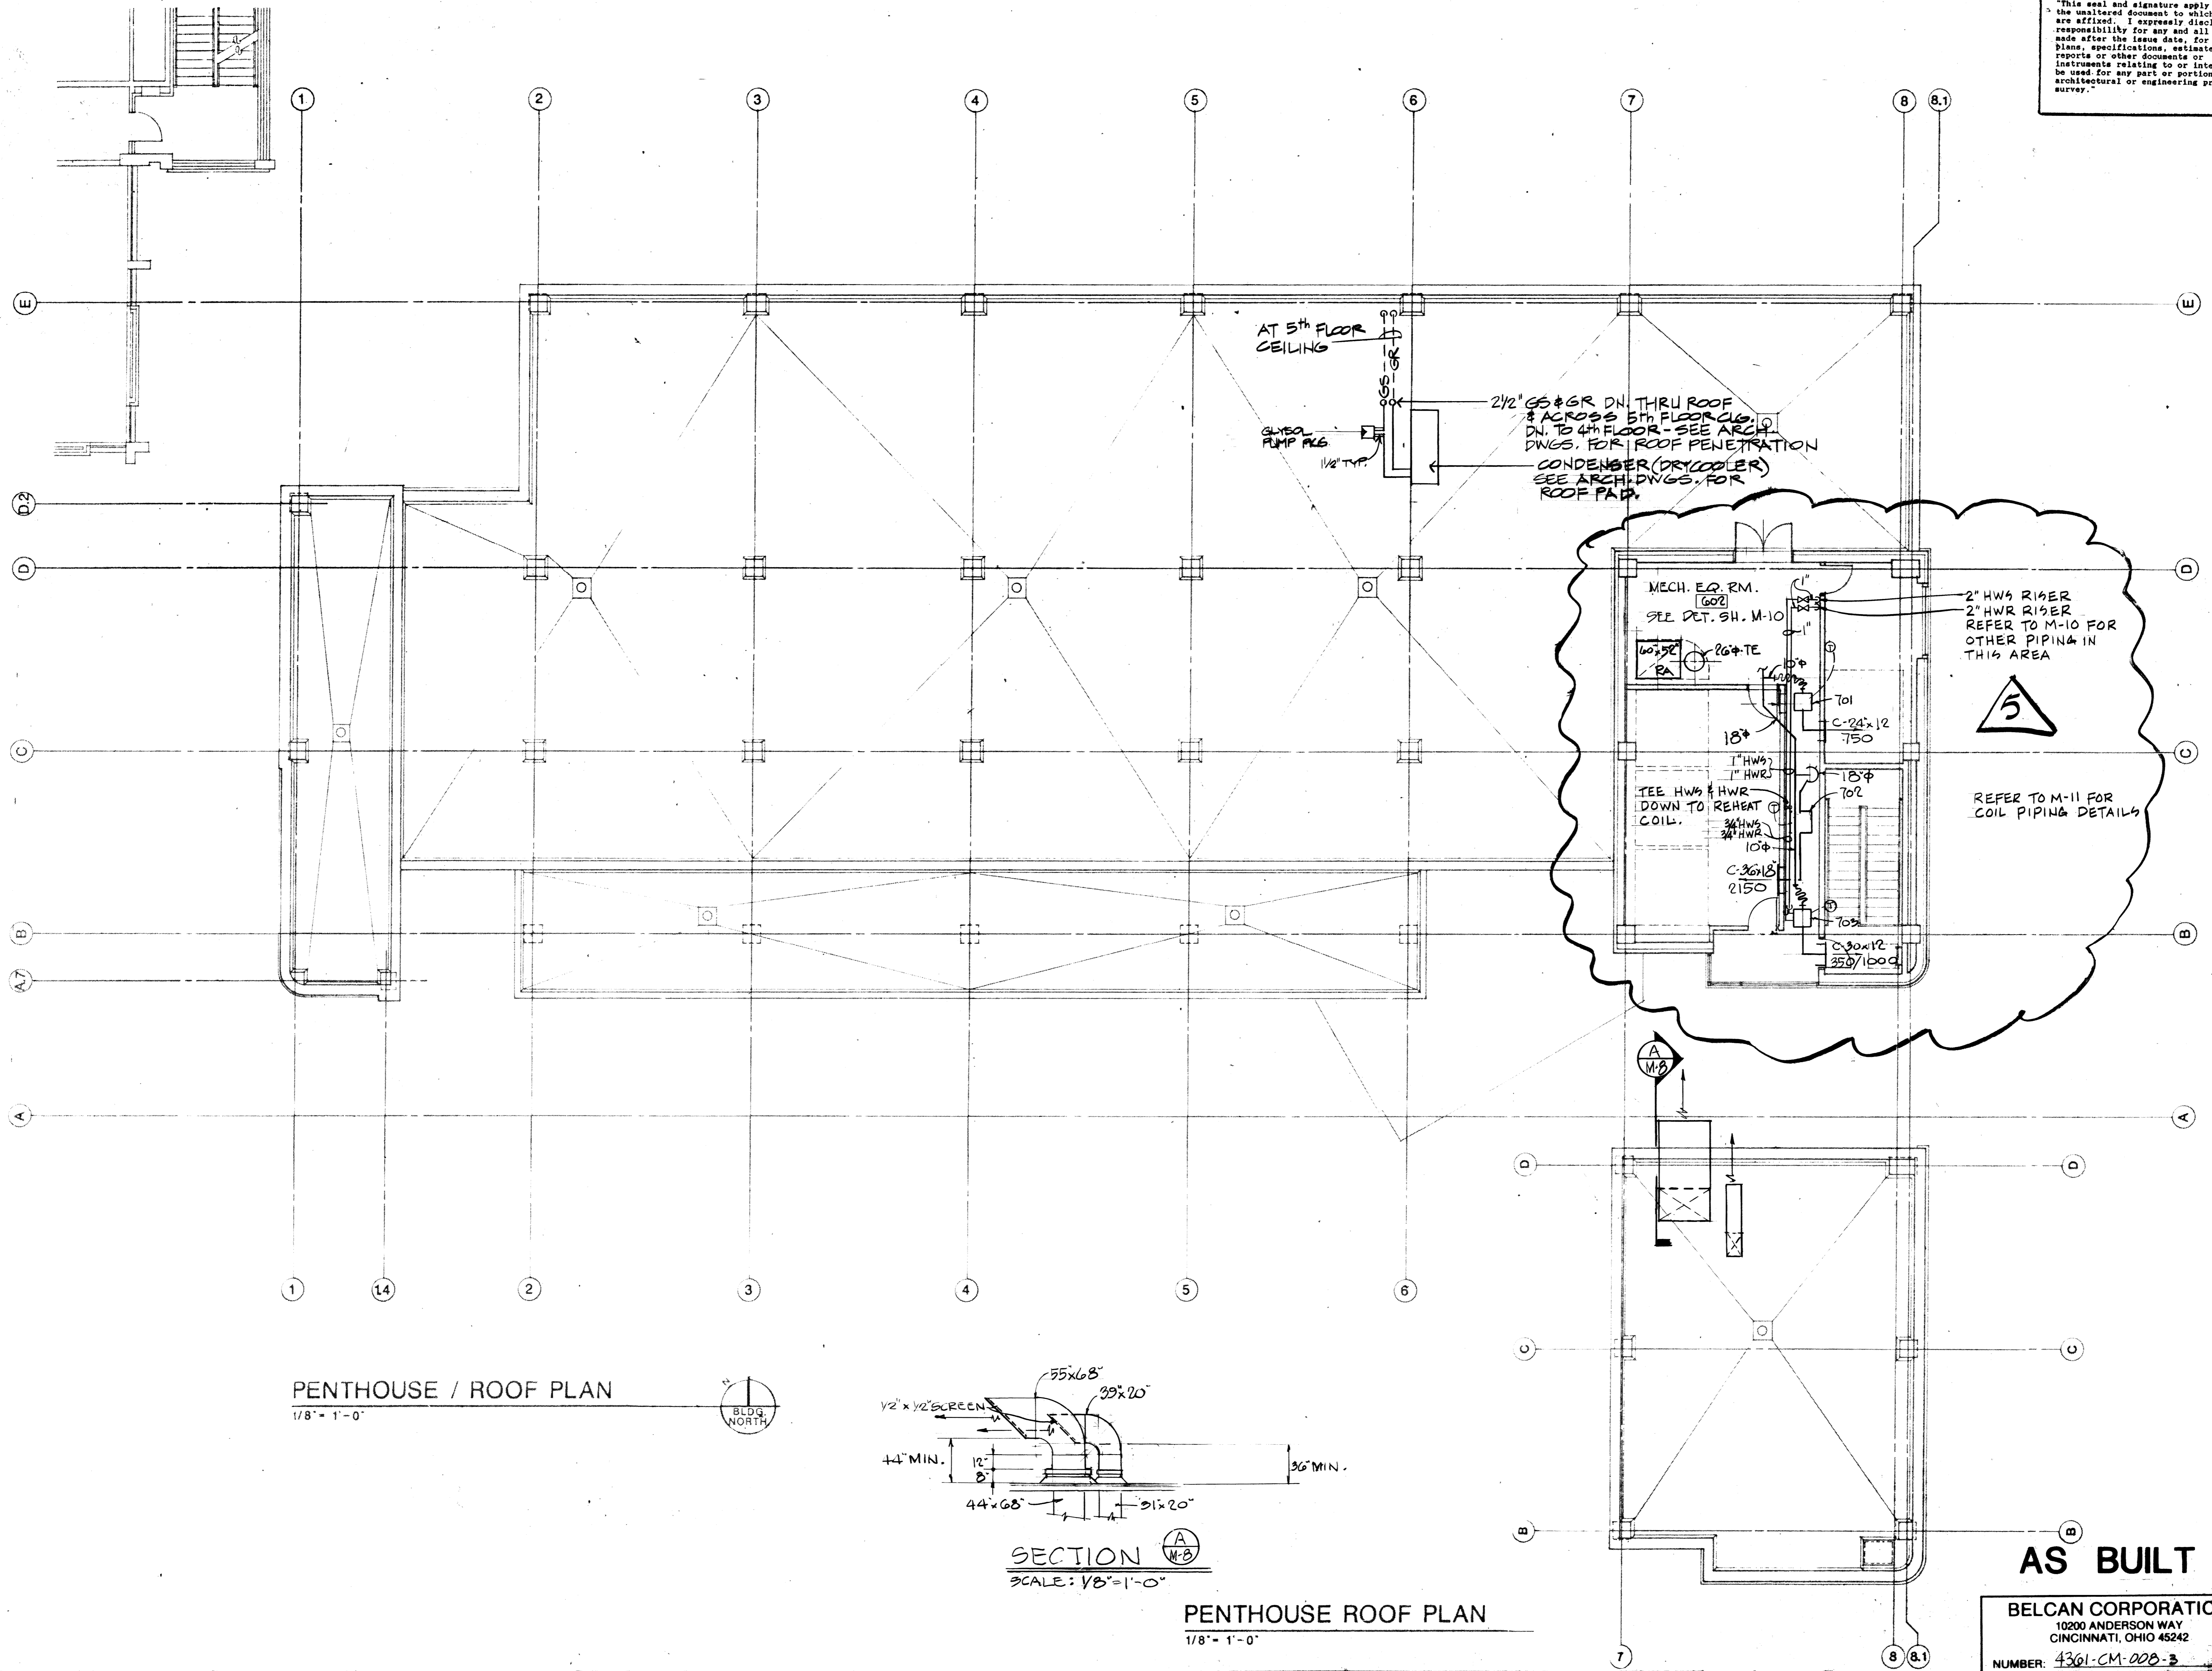 "This seal and signature apply
the unaltered document to which
are affixed. I expressly discl
responsibility for any and all
made after the issue date, for
plans, specifications, estimate
reports or other documents or
instruments relating to or inte
be used for any part or portion
architectural or engineering pr
survey."
1 2 3 4 5 6 7 8 8.1
E E
AT 5th FLOOR
CEILING
GS GR
2 1/2" GS & GR DN. THRU ROOF
& ACROSS 5th FLOOR CLG.
DN. TO 4th FLOOR - SEE ARCH.
DWGS. FOR ROOF PENETRATION
GLYSOL
PUMP PKG
1 1/2" TYP.
CONDENSER (DRYCOOLER)
SEE ARCH. DWGS. FOR
ROOF PAD.
D.2
D D
MECH. EQ. RM.
602
SEE DET. SH. M-10
1"
1"
2" HWS RISER
2" HWR RISER
REFER TO M-10 FOR
OTHER PIPING IN
THIS AREA
60"x52"
RA
26"φ TE
10"φ
T
701
C-24"x12
750
5
18"φ
C C
1" HWS
1" HWR
18"φ
702
TEE HWS & HWR
DOWN TO REHEAT
COIL.
T
3/4" HWS
3/4" HWR
10"φ
REFER TO M-11 FOR
COIL PIPING DETAILS
C-36x18"
2150
T
703
C-30x12
350/1000
B B
A.7
A
M-8
A A
D D
1 1.4 2 3 4 5 6
C C
PENTHOUSE / ROOF PLAN
1/8" = 1'-0"
N
BLDG.
NORTH
55"x68"
39"x20"
1/2" x 1/2" SCREEN
44" MIN.
12"
8"
36" MIN.
44"x68"
31"x20"
SECTION
A
M-8
SCALE: 1/8"=1'-0"
B B
PENTHOUSE ROOF PLAN
1/8" = 1'-0"
7 8 8.1
AS BUILT
BELCAN CORPORATIO
10200 ANDERSON WAY
CINCINNATI, OHIO 45242
NUMBER: 4361-CM-008-3